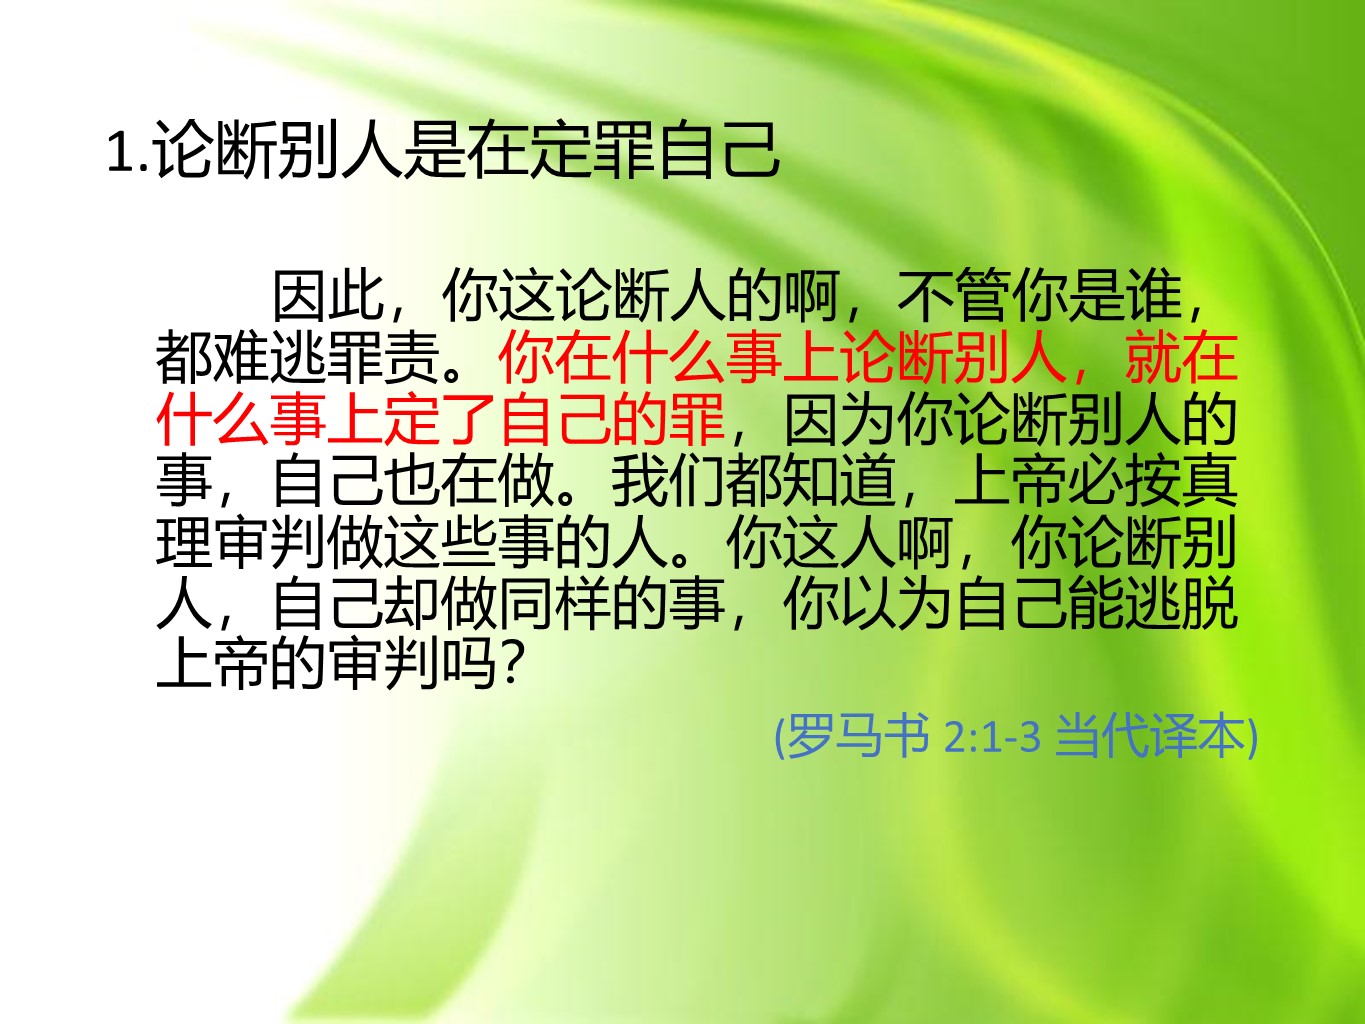 1.论断别人是在定罪自己
因此，你这论断人的啊，不管你是谁，
都难逃罪责。你在什么事上论断别人，就在
什么事上定了自己的罪，因为你论断别人的
事，自己也在做。我们都知道，上帝必按真
理审判做这些事的人。你这人啊，你论断别
人，自己却做同样的事，你以为自己能逃脱
上帝的审判吗？
(罗马书 2:1-3 当代译本)